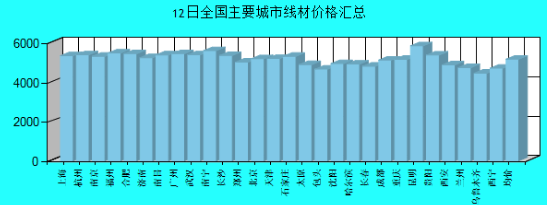 12日全国主要城市线材价格汇总
6000
4000
2000
0
上海
杭州
南京
福州
合肥
济南
南昌
广州
武汉
南宁
长沙
郑州
北京
天津
石家庄
太原
包头
沈阳
哈尔滨
长春
成都
重庆
昆明
贵阳
西安
兰州
乌鲁木齐
西宁
均价